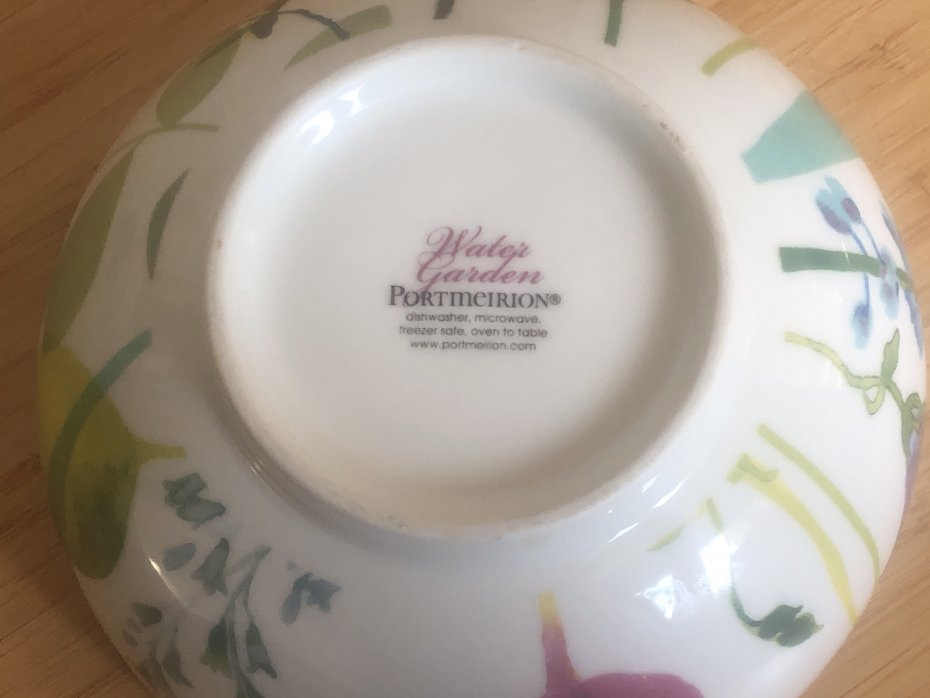 Water
Garden
PORTMEIRION®
dishwasher, microwave,
freezer safe, oven to table
www.portmeirion.com